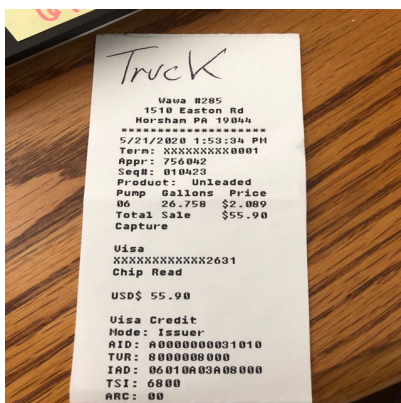 Truck
Wawa #285
1510 Easton Rd
Horsham PA 19044
********************
5/21/2020 1:53:34 PM
Term: XXXXXXXXX0001
Appr: 756042
Seq#: 010423
Product: Unleaded
Pump Gallons Price
06 26.758 $2.089
Total Sale $55.90
Capture
Visa
XXXXXXXXXXXX2631
Chip Read
USD$ 55.90
Visa Credit
Mode: Issuer
AID: A0000000031010
TVR: 8000008000
IAD: 06010A03A08000
TSI: 6800
ARC: 00